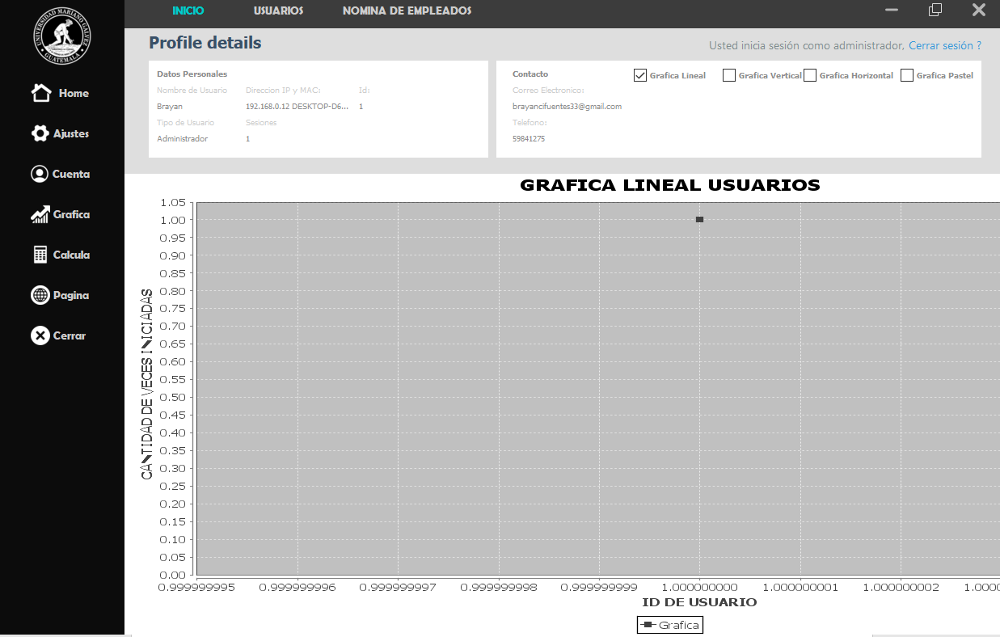 INICIO USUARIOS NOMINA DE EMPLEADOS
UNIVERSIDAD MARIANO GALVEZ
GUATEMALA
Home
Ajustes
Cuenta
Grafica
Calcula
Pagina
Cerrar
Profile details
Usted inicia sesión como administrador, Cerrar sesión ?
Datos Personales
Nombre de Usuario Direccion IP y MAC: Id:
Brayan 192.168.0.12 DESKTOP-D6... 1
Tipo de Usuario Sesiones
Administrador 1
Contacto
Grafica Lineal Grafica Vertical Grafica Horizontal Grafica Pastel
Correo Electronico:
brayancifuentes33@gmail.com
Telefono:
59841275
GRAFICA LINEAL USUARIOS
CANTIDAD DE VECES INICIADAS
1.05
1.00
0.95
0.90
0.85
0.80
0.75
0.70
0.65
0.60
0.55
0.50
0.45
0.40
0.35
0.30
0.25
0.20
0.15
0.10
0.05
0.00
0.999999995 0.999999996 0.999999997 0.999999998 0.999999999 1.000000000 1.000000001 1.000000002 1.0000
ID DE USUARIO
Grafica